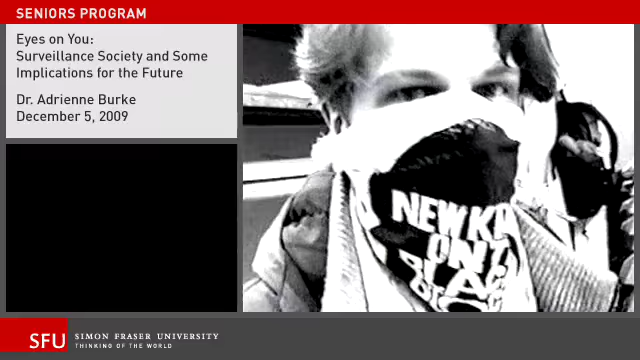 SENIORS PROGRAM
Eyes on You:
Surveillance Society and Some
Implications for the Future
Dr. Adrienne Burke
December 5, 2009
NEW
ON
SFU
SIMON FRASER UNIVERSITY
THINKING OF THE WORLD